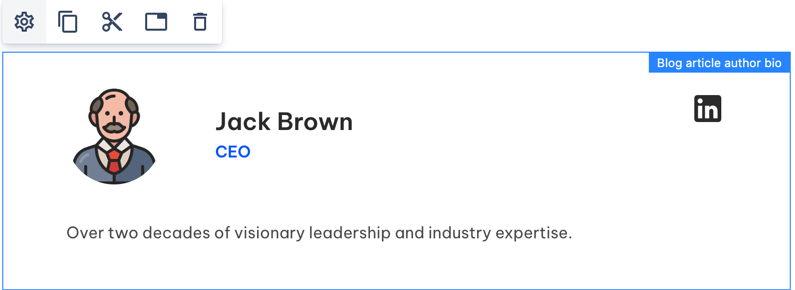 Blog article author bio
Jack Brown
in
CEO
Over two decades of visionary leadership and industry expertise.